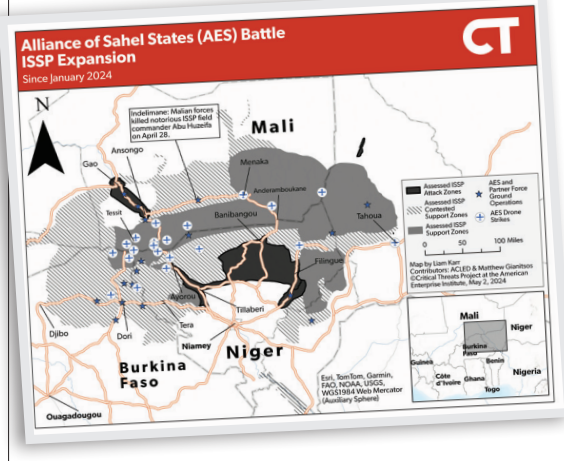 Alliance of Sahel States (AES) Battle
ISSP Expansion
Since January 2024
CT
N
Indelimane: Malian forces
killed notorious ISSP field
commander Abu Huzeifa
on April 28.
Mali
Ansongo
Gao
Menaka
Anderamboukane
Tessit
Banibangou
Tahoua
Filingue
Ayorou
Tillaberi
Tera
Djibo
Dori
Niamey
Niger
Burkina
Faso
Ouagadougou
Assessed ISSP
Attack Zones
Assessed ISSP
Contested
Support Zones
Assessed ISSP
Support Zones
AES and
Partner Force
Ground
Operations
AES Drone
Strikes
0 50 100 Miles
Map by Liam Karr
Contributors: ACLED & Matthew Gianitsos
©Critical Threats Project at the American
Enterprise Institute, May 2, 2024
Esri, TomTom, Garmin,
FAO, NOAA, USGS,
WGS1984 Web Mercator
(Auxiliary Sphere)
Mali
Niger
Burkina
Faso
Guinea
Benin
Nigeria
Côte
d'Ivoire
Ghana
Togo